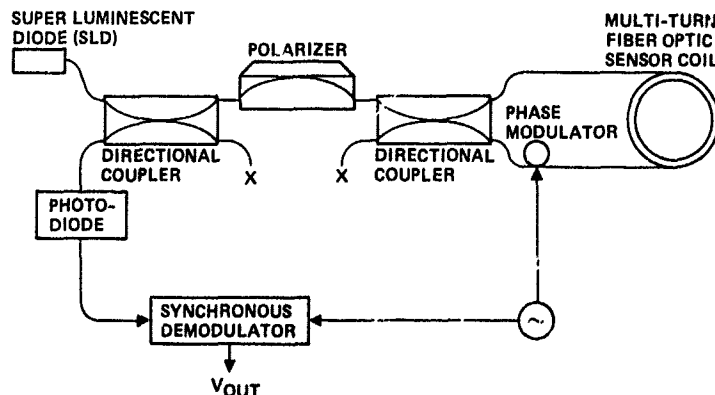 SUPER LUMINESCENT
DIODE (SLD)
POLARIZER
MULTI-TURN
FIBER OPTIC
SENSOR COIL
PHASE
MODULATOR
DIRECTIONAL
COUPLER
X
X
DIRECTIONAL
COUPLER
PHOTO-
DIODE
SYNCHRONOUS
DEMODULATOR
~
VOUT